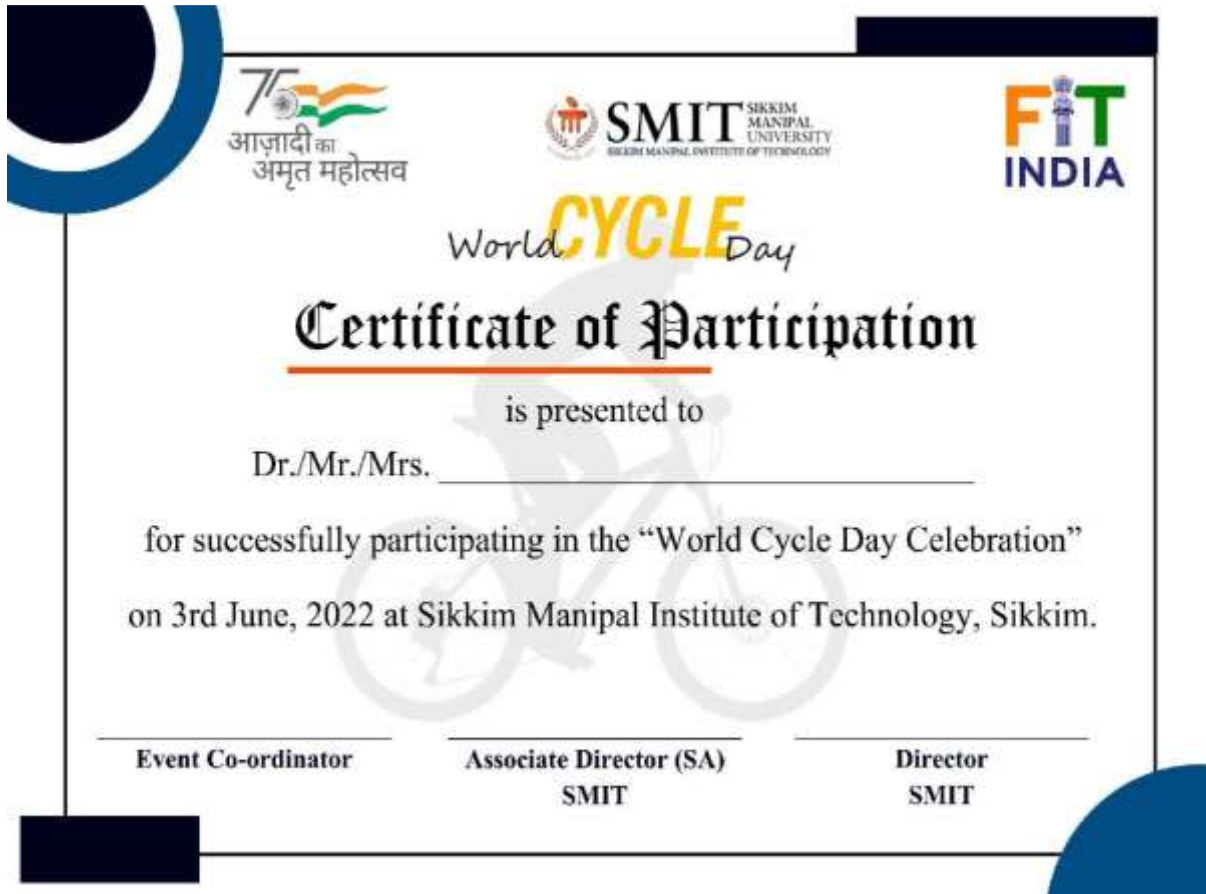 75
आज़ादी का
अमृत महोत्सव
SMIT SIKKIM MANIPAL UNIVERSITY
SIKKIM MANIPAL INSTITUTE OF TECHNOLOGY
FIT
INDIA
World CYCLE Day
Certificate of Participation
is presented to
Dr./Mr./Mrs.
for successfully participating in the “World Cycle Day Celebration”
on 3rd June, 2022 at Sikkim Manipal Institute of Technology, Sikkim.
Event Co-ordinator
Associate Director (SA)
SMIT
Director
SMIT